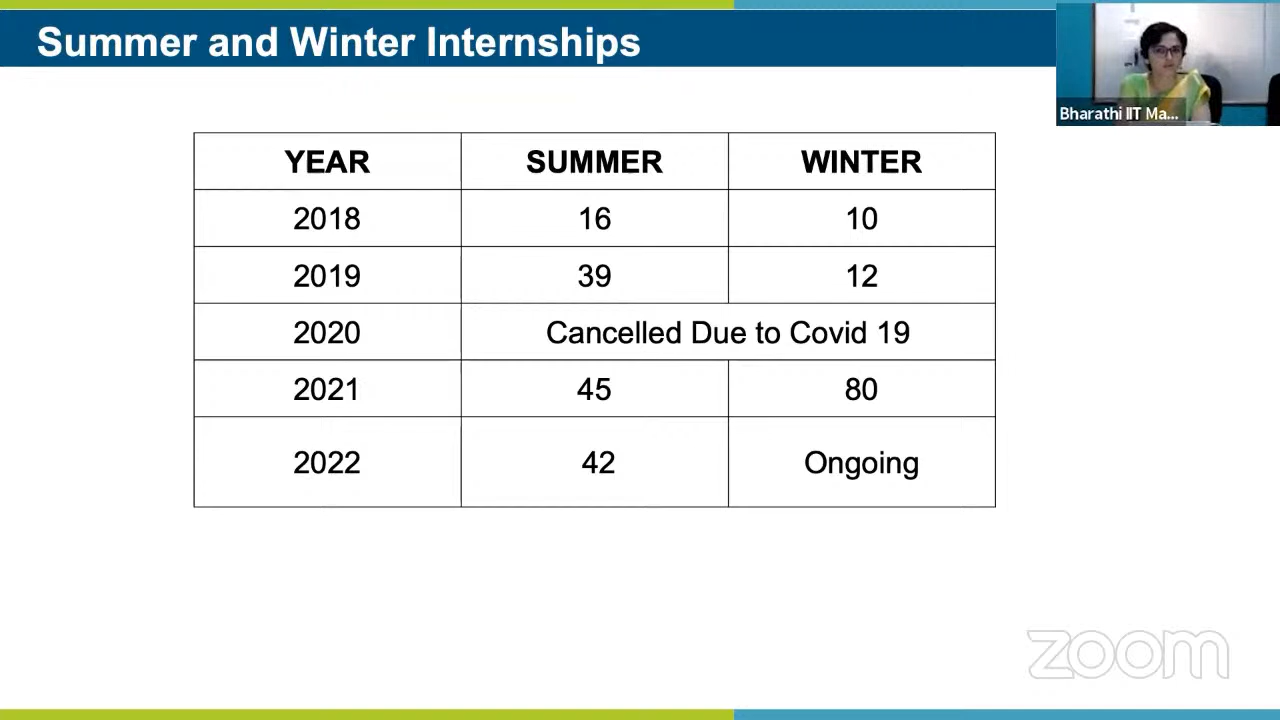 Summer and Winter Internships
Bharathi IIT Ma...
YEAR SUMMER WINTER
2018 16 10
2019 39 12
2020 Cancelled Due to Covid 19
2021 45 80
2022 42 Ongoing
zoom